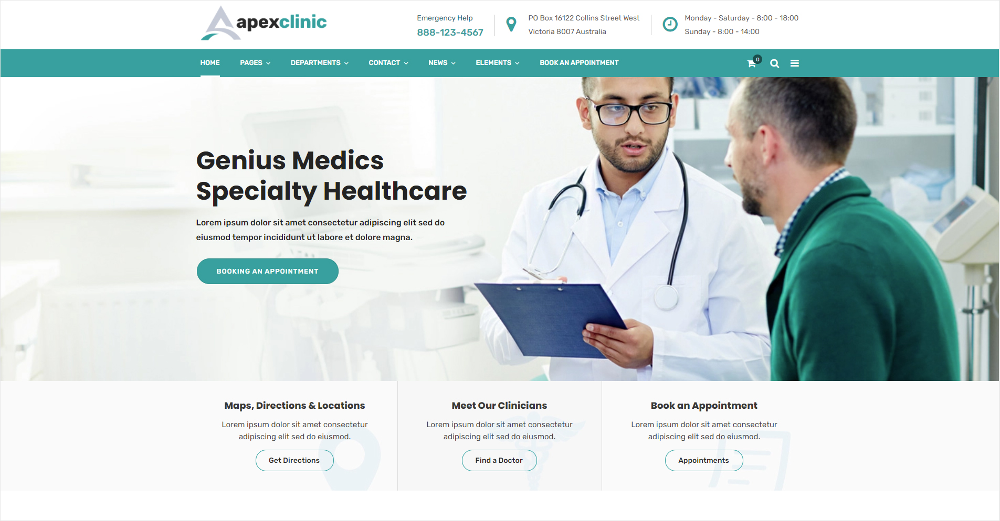 apexclinic
Emergency Help
888-123-4567
PO Box 16122 Collins Street West
Victoria 8007 Australia
Monday - Saturday - 8:00 - 18:00
Sunday - 8:00 - 14:00
HOME PAGES DEPARTMENTS CONTACT NEWS ELEMENTS BOOK AN APPOINTMENT 0
Genius Medics
Specialty Healthcare
Lorem ipsum dolor sit amet consectetur adipiscing elit sed do
eiusmod tempor incididunt ut labore et dolore magna.
BOOKING AN APPOINTMENT
Maps, Directions & Locations
Lorem ipsum dolor sit amet consectetur
adipiscing elit sed do eiusmod.
Get Directions
Meet Our Clinicians
Lorem ipsum dolor sit amet consectetur
adipiscing elit sed do eiusmod.
Find a Doctor
Book an Appointment
Lorem ipsum dolor sit amet consectetur
adipiscing elit sed do eiusmod.
Appointments